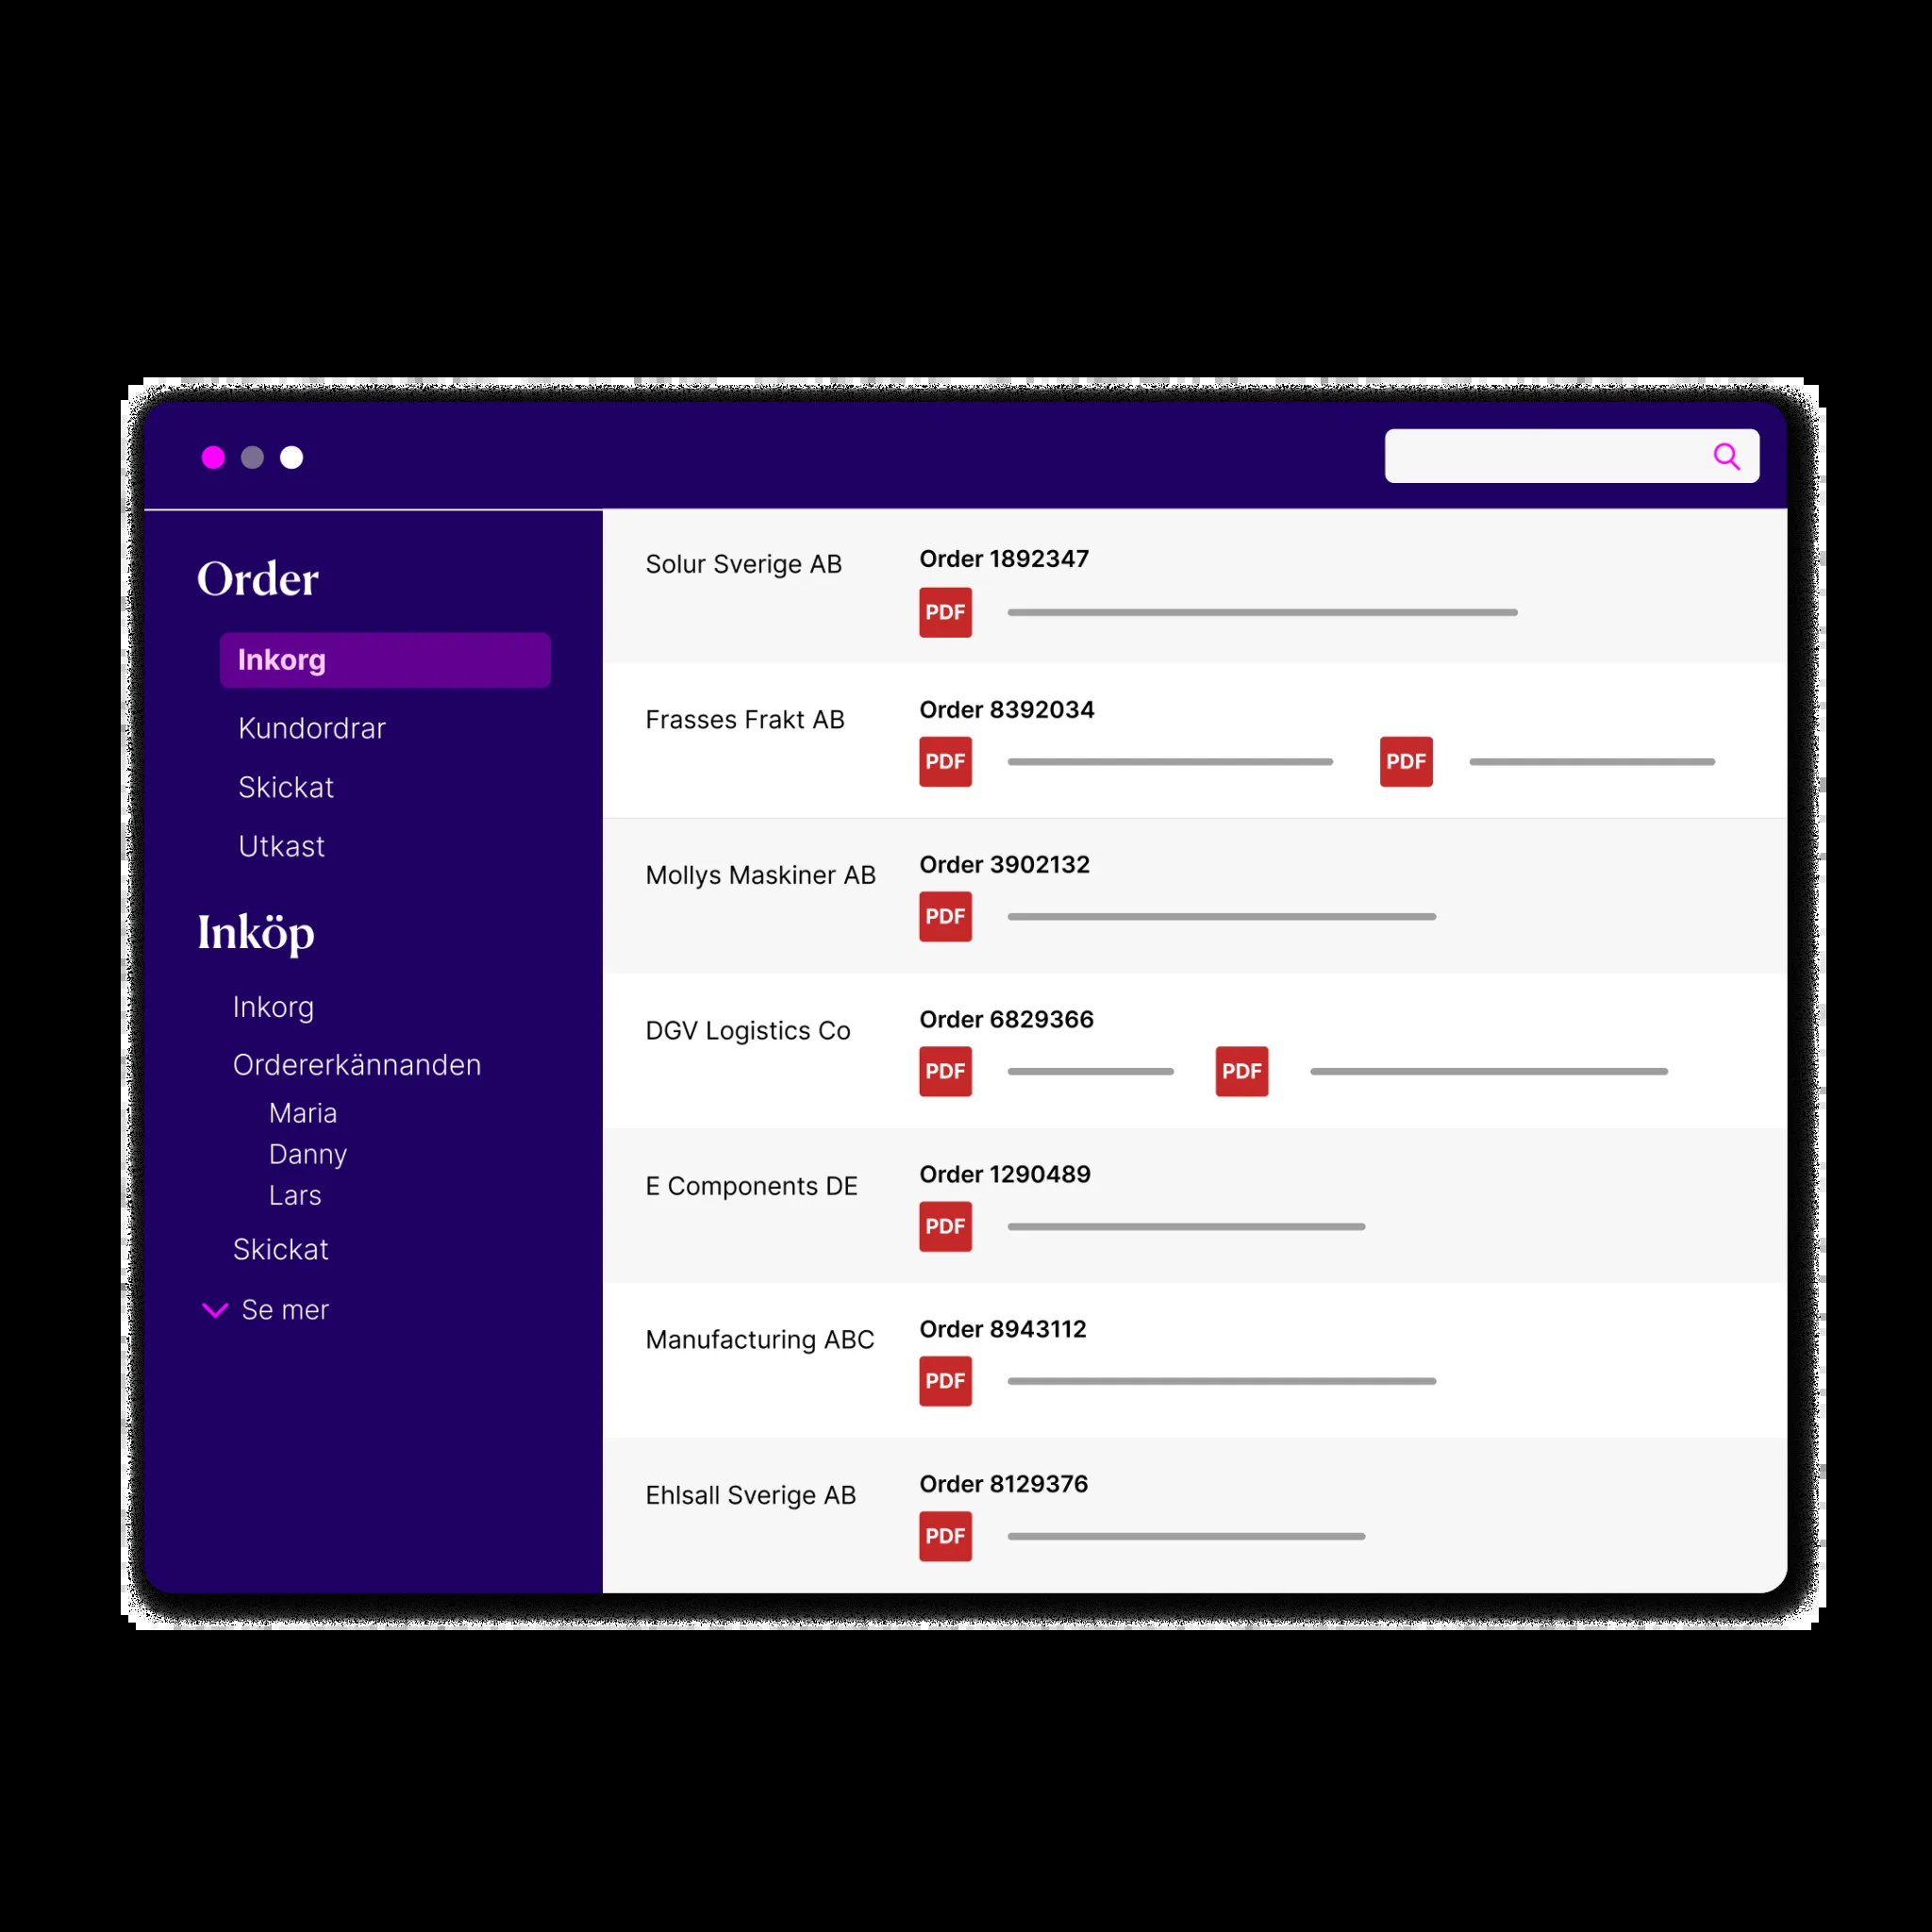 Order
Inkorg
Kundordrar
Skickat
Utkast
Inköp
Inkorg
Ordererkännanden
Maria
Danny
Lars
Skickat
Se mer
Solur Sverige AB
Order 1892347
PDF
Frasses Frakt AB
Order 8392034
PDF PDF
Mollys Maskiner AB
Order 3902132
PDF
DGV Logistics Co
Order 6829366
PDF PDF
E Components DE
Order 1290489
PDF
Manufacturing ABC
Order 8943112
PDF
Ehlsall Sverige AB
Order 8129376
PDF